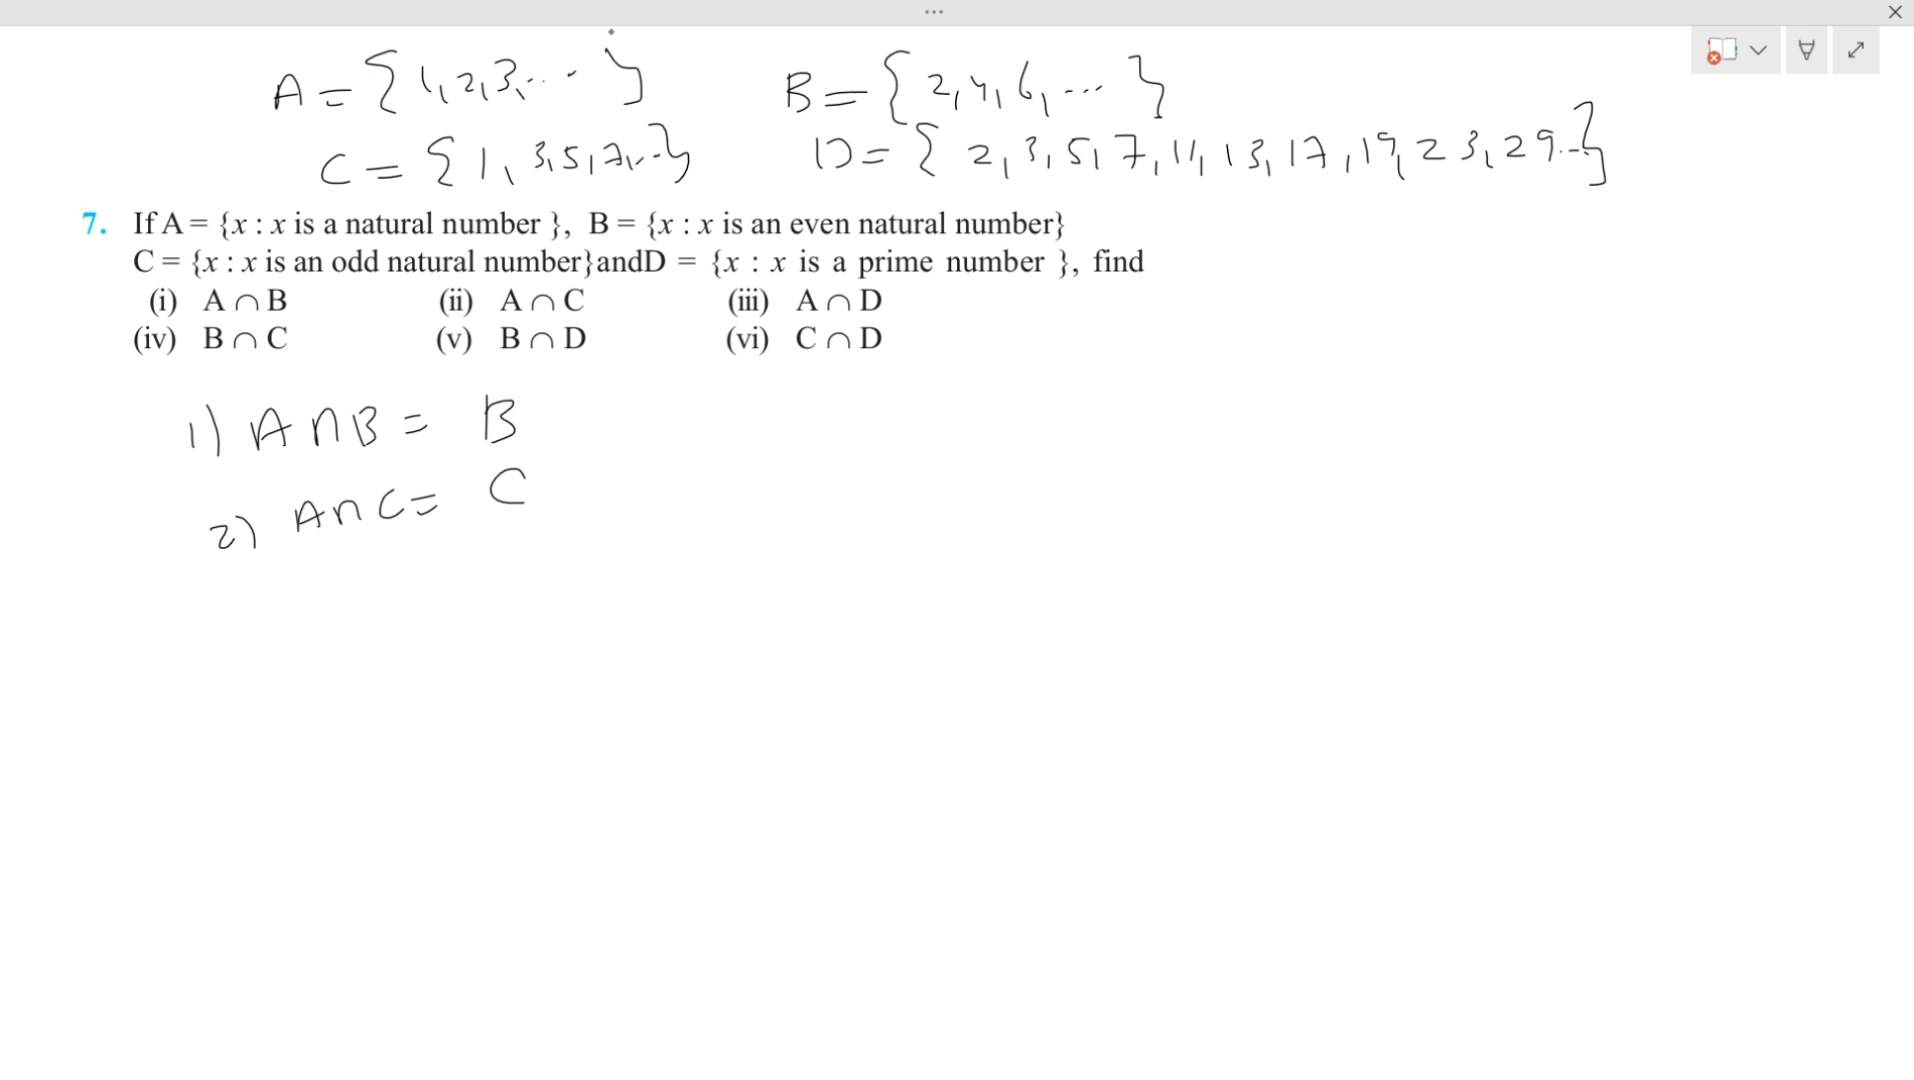 A = {1, 2, 3, ... } B = {2, 4, 6, ... }
C = {1, 3, 5, 7, ..} D = { 2, 3, 5, 7, 11, 13, 17, 19, 23, 29 ...}
7. If A = {x : x is a natural number }, B = {x : x is an even natural number}
C = {x : x is an odd natural number}andD = {x : x is a prime number }, find
(i) A ∩ B (ii) A ∩ C (iii) A ∩ D
(iv) B ∩ C (v) B ∩ D (vi) C ∩ D
1) A ∩ B = B
2) A ∩ C = C